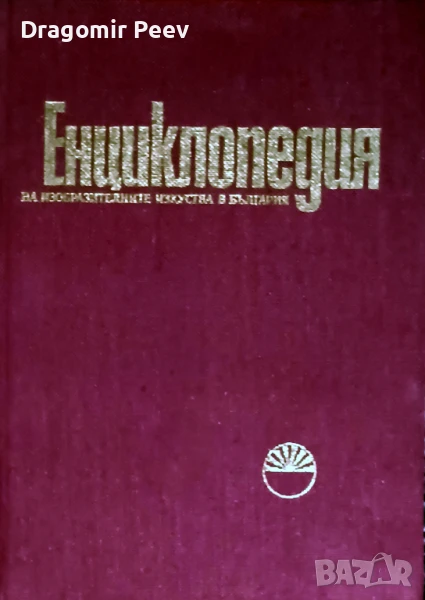 Dragomir Peev
Енциклопедия
НА ИЗОБРАЗИТЕЛНИТЕ ИЗКУСТВА В БЪЛГАРИЯ
BAZAR